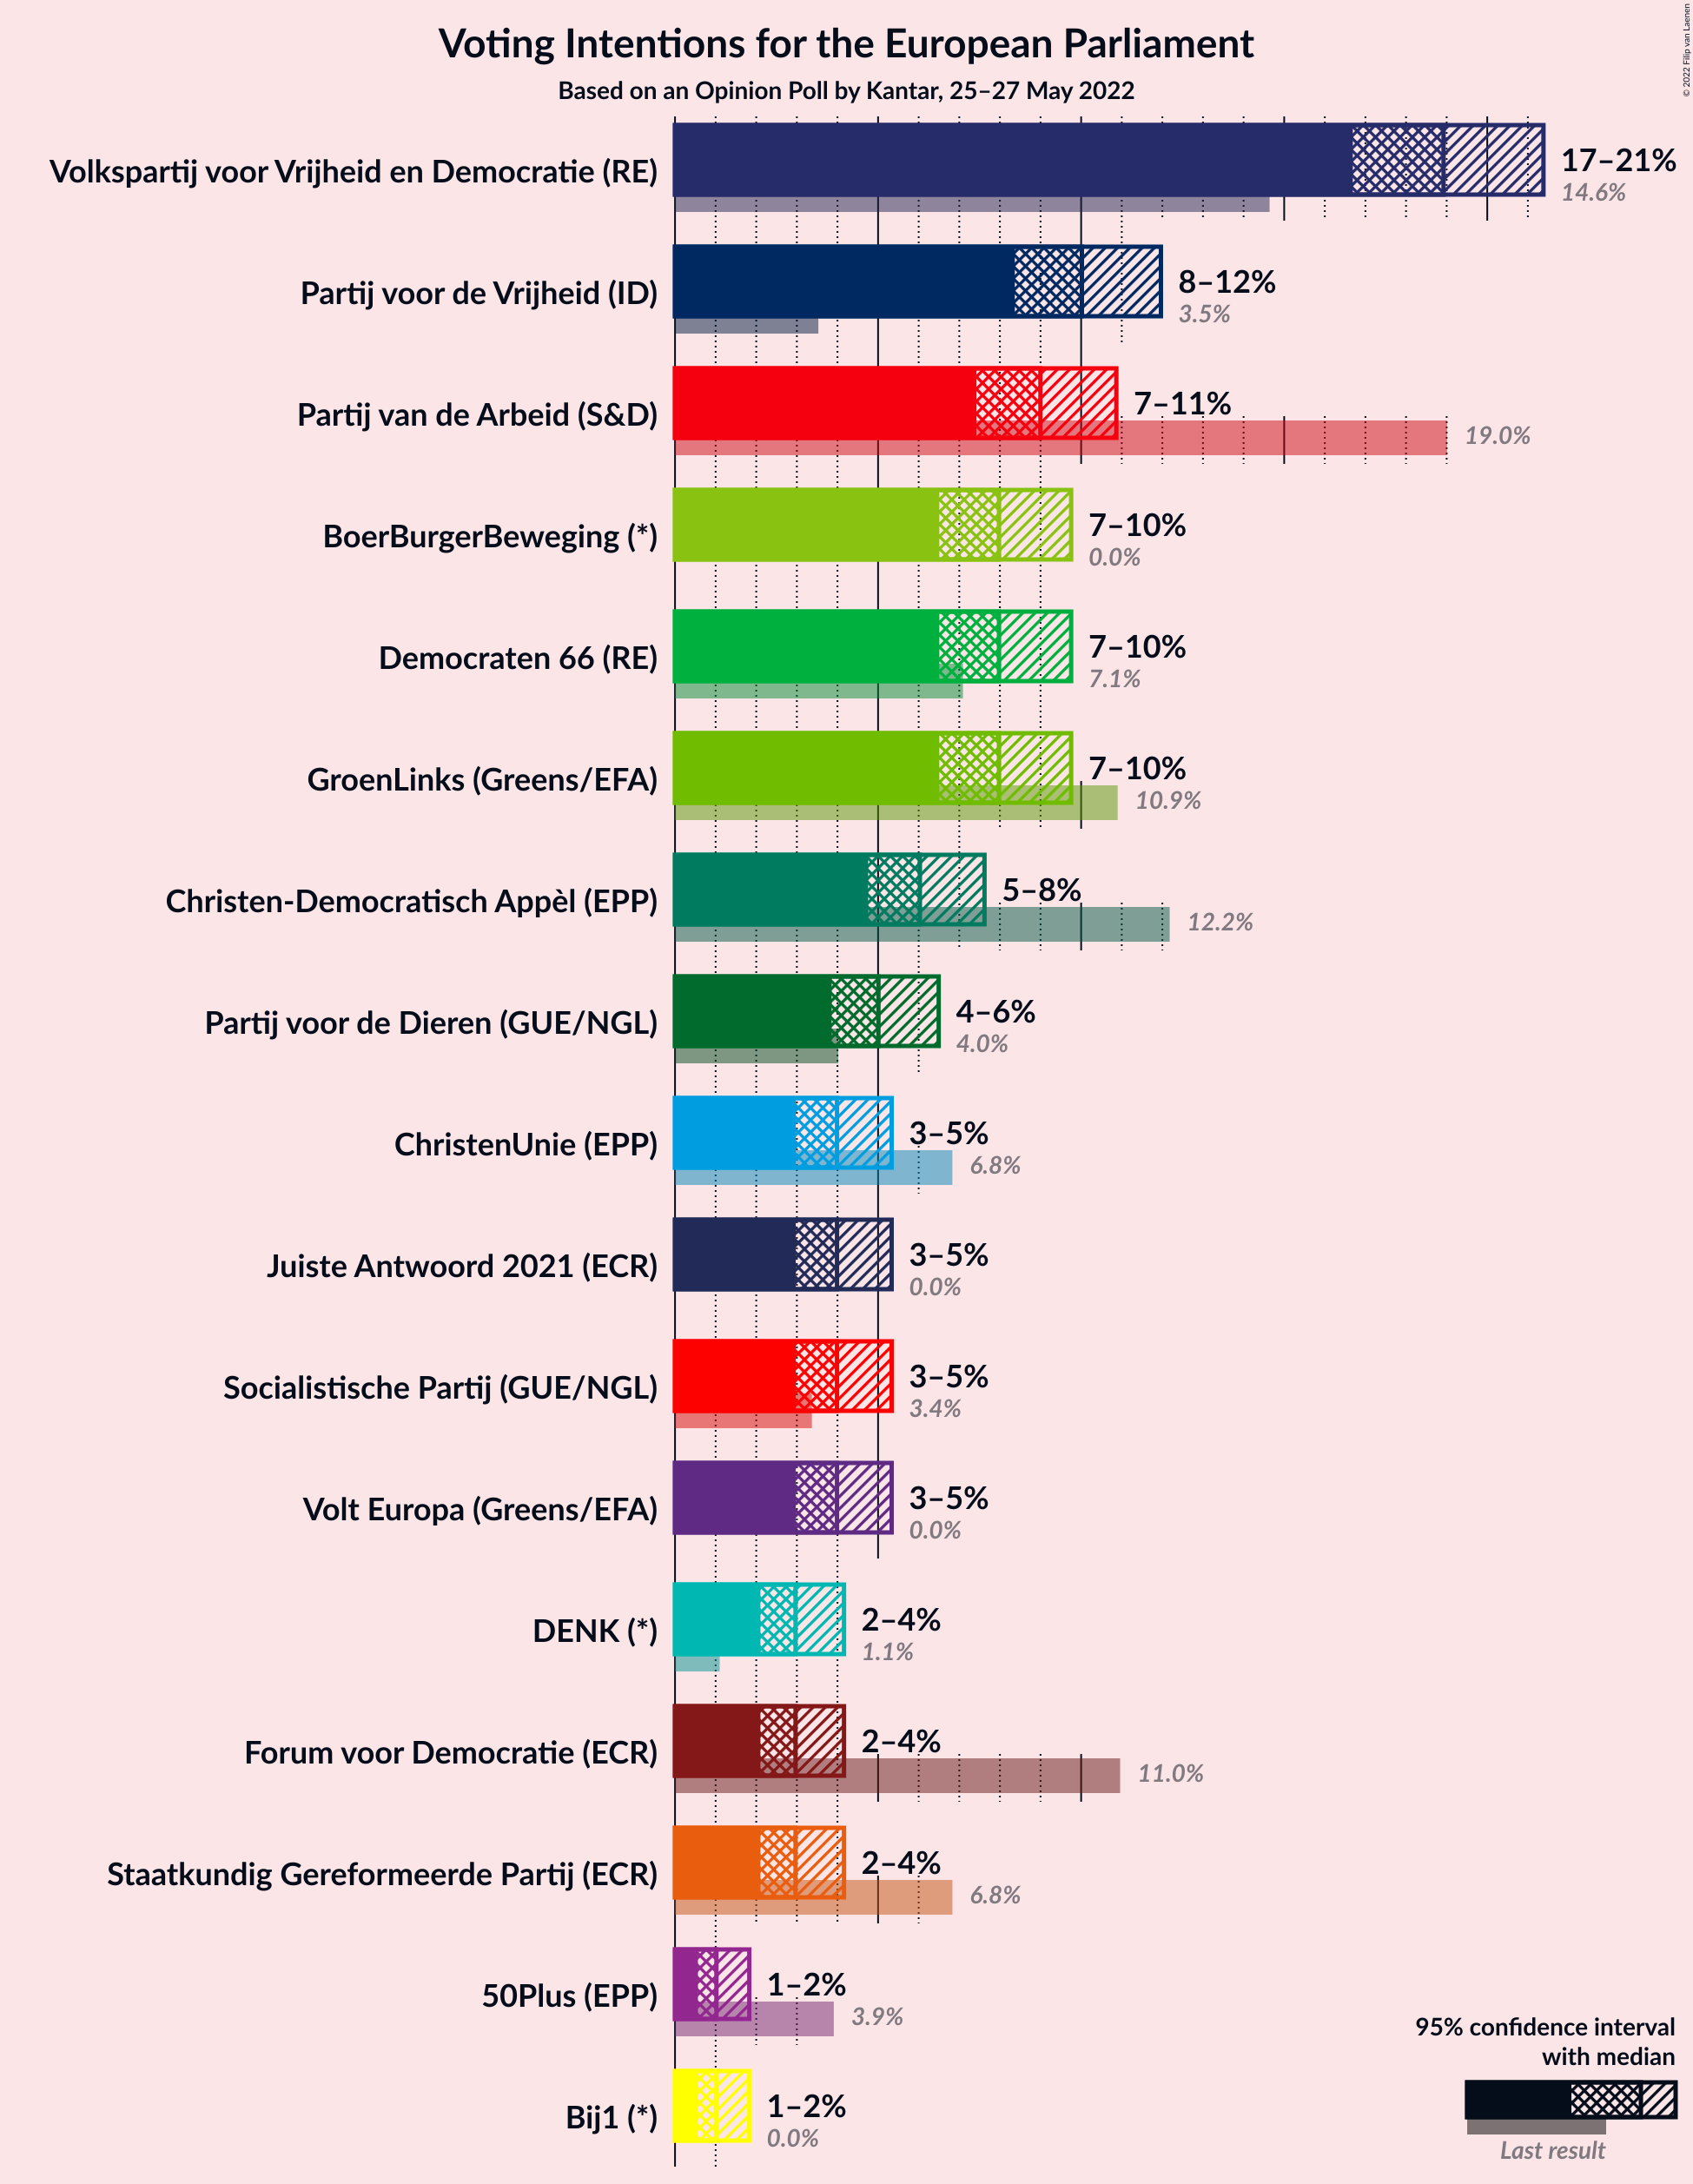 Voting Intentions for the European Parliament
Based on an Opinion Poll by Kantar, 25–27 May 2022
© 2022 Filip van Laenen
Volkspartij voor Vrijheid en Democratie (RE)
17–21%
14.6%
Partij voor de Vrijheid (ID)
8–12%
3.5%
Partij van de Arbeid (S&D)
7–11%
19.0%
BoerBurgerBeweging (*)
7–10%
0.0%
Democraten 66 (RE)
7–10%
7.1%
GroenLinks (Greens/EFA)
7–10%
10.9%
Christen-Democratisch Appèl (EPP)
5–8%
12.2%
Partij voor de Dieren (GUE/NGL)
4–6%
4.0%
ChristenUnie (EPP)
3–5%
6.8%
Juiste Antwoord 2021 (ECR)
3–5%
0.0%
Socialistische Partij (GUE/NGL)
3–5%
3.4%
Volt Europa (Greens/EFA)
3–5%
0.0%
DENK (*)
2–4%
1.1%
Forum voor Democratie (ECR)
2–4%
11.0%
Staatkundig Gereformeerde Partij (ECR)
2–4%
6.8%
50Plus (EPP)
1–2%
3.9%
Bij1 (*)
1–2%
0.0%
95% confidence interval
with median
Last result